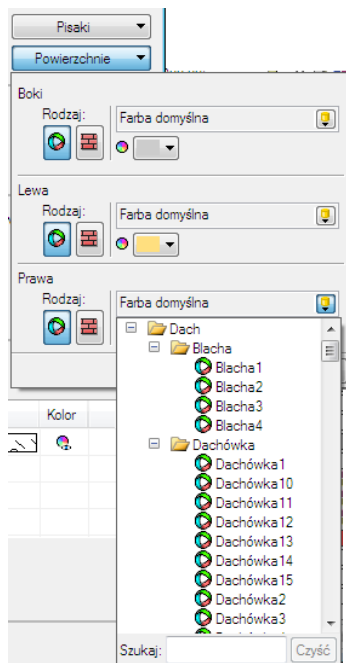 Pisaki
Powierzchnie
Boki
Rodzaj:
Farba domyślna
Lewa
Rodzaj:
Farba domyślna
Prawa
Rodzaj:
Farba domyślna
Dach
Blacha
Blacha1
Blacha2
Blacha3
Blacha4
Kolor
Dachówka
Dachówka1
Dachówka10
Dachówka11
Dachówka12
Dachówka13
Dachówka14
Dachówka15
Dachówka2
Dachówka3
Szukaj:
Czyść